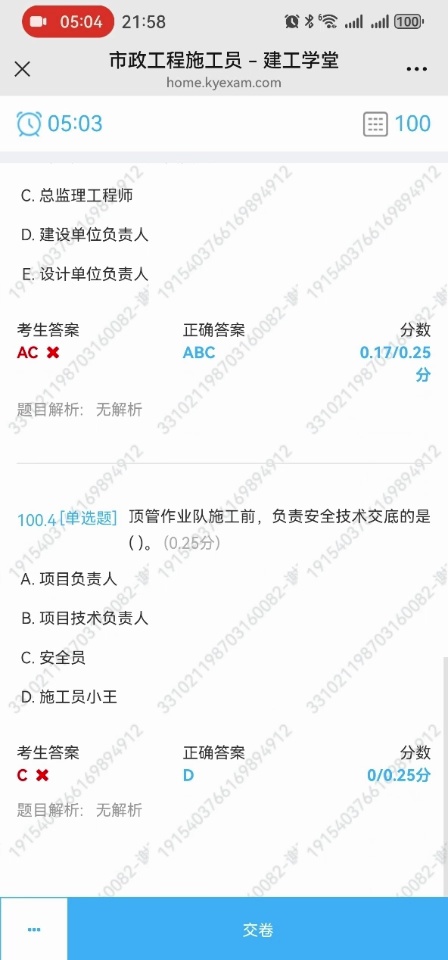 05:04 21:58 100
市政工程施工员 – 建工学堂
home.kyexam.com
05:03 100
C. 总监理工程师
D. 建设单位负责人
E. 设计单位负责人
考生答案 正确答案 分数
AC ✖ ABC 0.17/0.25
分
题目解析: 无解析
100.4 [单选题] 顶管作业队施工前，负责安全技术交底的是
( )。 (0.25分)
A. 项目负责人
B. 项目技术负责人
C. 安全员
D. 施工员小王
考生答案 正确答案 分数
C ✖ D 0/0.25分
题目解析: 无解析
交卷